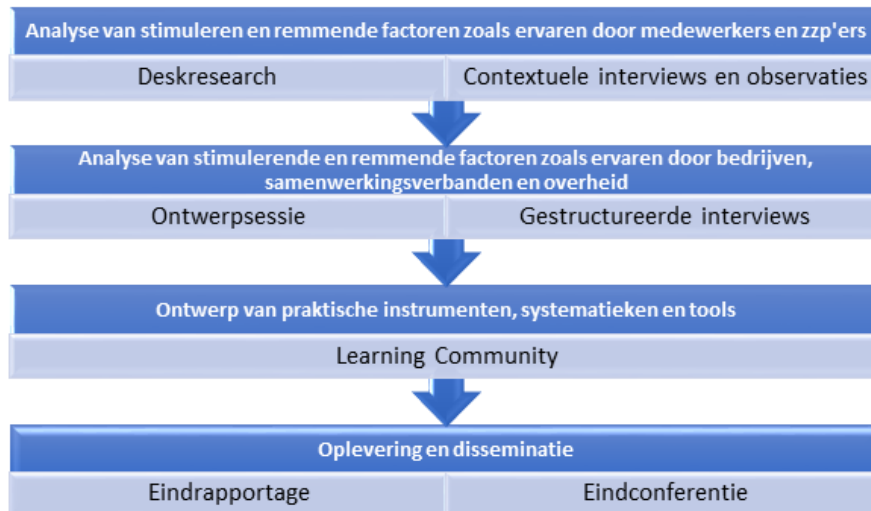 Analyse van stimuleren en remmende factoren zoals ervaren door medewerkers en zzp'ers
Deskresearch
Contextuele interviews en observaties
Analyse van stimulerende en remmende factoren zoals ervaren door bedrijven,
samenwerkingsverbanden en overheid
Ontwerpsessie
Gestructureerde interviews
Ontwerp van praktische instrumenten, systematieken en tools
Learning Community
Oplevering en disseminatie
Eindrapportage
Eindconferentie